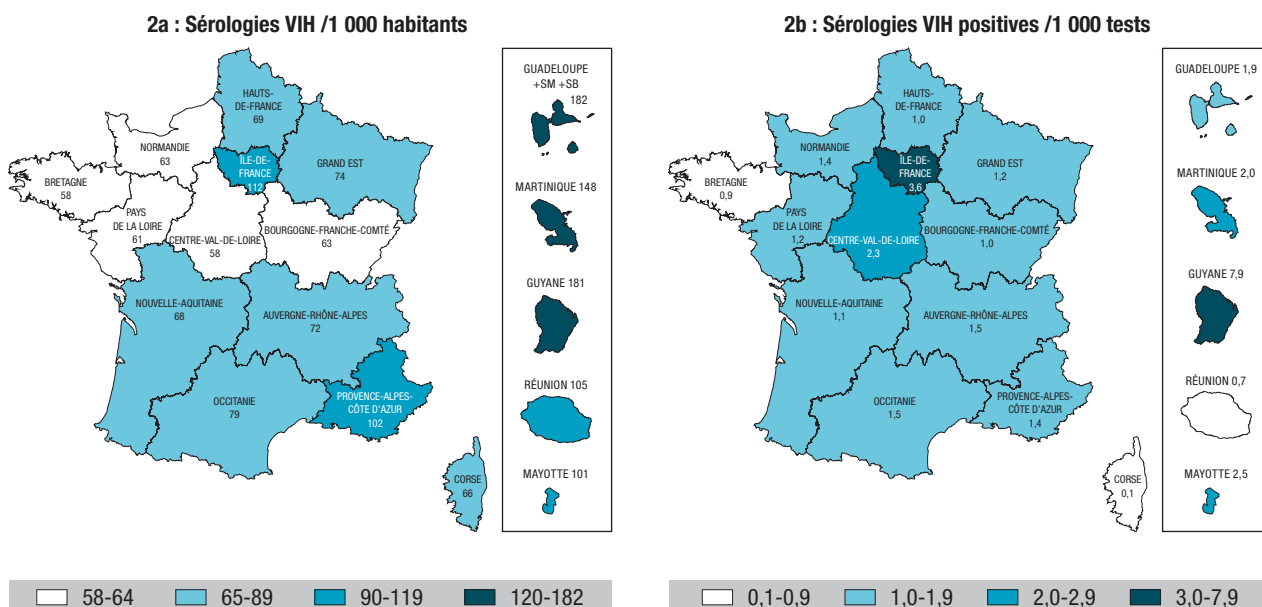 2a : Sérologies VIH /1 000 habitants
HAUTS-
DE-FRANCE
69
NORMANDIE
63
ÎLE-DE-
FRANCE
112
GRAND EST
74
BRETAGNE
58
PAYS
DE LA LOIRE
61
CENTRE-VAL-DE-LOIRE
58
BOURGOGNE-FRANCHE-COMTÉ
63
NOUVELLE-AQUITAINE
68
AUVERGNE-RHÔNE-ALPES
72
OCCITANIE
79
PROVENCE-ALPES-
CÔTE D'AZUR
102
CORSE
66
GUADELOUPE
+SM +SB
182
MARTINIQUE 148
GUYANE 181
RÉUNION 105
MAYOTTE 101
58-64
65-89
90-119
120-182
2b : Sérologies VIH positives /1 000 tests
HAUTS-
DE-FRANCE
1,0
NORMANDIE
1,4
ÎLE-DE-
FRANCE
3,6
GRAND EST
1,2
BRETAGNE
0,9
PAYS
DE LA LOIRE
1,2
CENTRE-VAL-DE-LOIRE
2,3
BOURGOGNE-FRANCHE-COMTÉ
1,0
NOUVELLE-AQUITAINE
1,1
AUVERGNE-RHÔNE-ALPES
1,5
OCCITANIE
1,5
PROVENCE-ALPES-
CÔTE D'AZUR
1,4
CORSE
0,1
GUADELOUPE 1,9
MARTINIQUE 2,0
GUYANE 7,9
RÉUNION 0,7
MAYOTTE 2,5
0,1-0,9
1,0-1,9
2,0-2,9
3,0-7,9